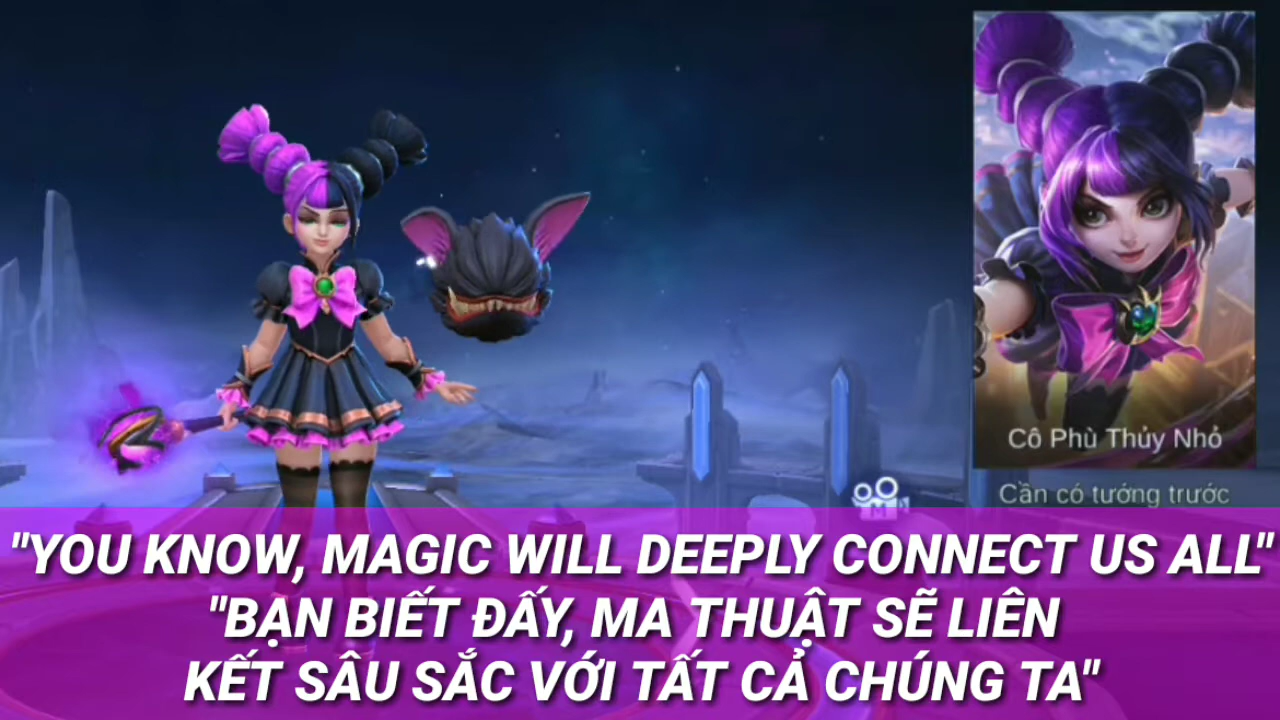 Cô Phù Thủy Nhỏ
Cần có tướng trước
"YOU KNOW, MAGIC WILL DEEPLY CONNECT US ALL"
"BẠN BIẾT ĐẤY, MA THUẬT SẼ LIÊN
KẾT SÂU SẮC VỚI TẤT CẢ CHÚNG TA"